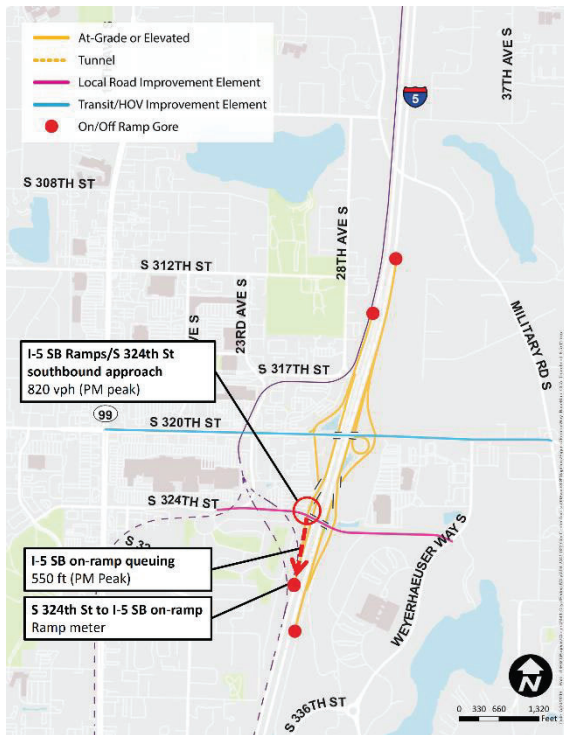 At-Grade or Elevated
Tunnel
Local Road Improvement Element
Transit/HOV Improvement Element
On/Off Ramp Gore
5
37TH AVE S
S 308TH ST
S 312TH ST
28TH AVE S
23RD AVE S
VE S
MILITARY RD S
I-5 SB Ramps/S 324th St
southbound approach
820 vph (PM peak)
S 317TH ST
99
S 320TH ST
S 324TH ST
S 32
I-5 SB on-ramp queuing
550 ft (PM Peak)
S 324th St to I-5 SB on-ramp
Ramp meter
WEYERHAEUSER WAY S
S 336TH ST
N
0 330 660 1,320
Feet